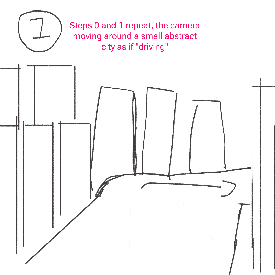 1
Steps 0 and 1 repeat, the camera
moving around a small abstract
city as if "driving"